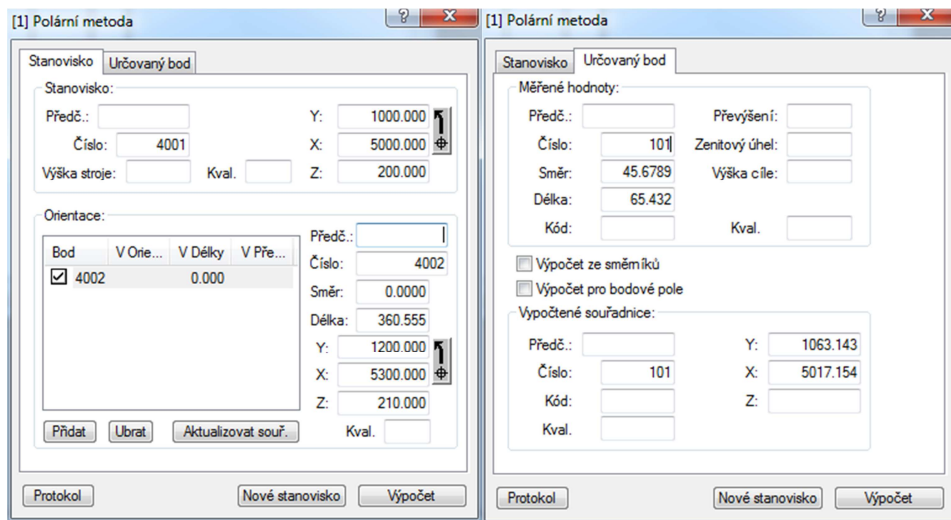 [1] Polární metoda
Stanovisko Určovaný bod
Stanovisko:
Předč.: Y: 1000.000
Číslo: 4001 X: 5000.000
Výška stroje: Kval. Z: 200.000
Orientace:
Bod V Orie... V Délky V Pře...
4002 0.000
Předč.:
Číslo: 4002
Směr: 0.0000
Délka: 360.555
Y: 1200.000
X: 5300.000
Z: 210.000
Přidat Ubrat Aktualizovat souř. Kval.
Protokol Nové stanovisko Výpočet
[1] Polární metoda
Stanovisko Určovaný bod
Měřené hodnoty:
Předč.: Převýšení:
Číslo: 101 Zenitový úhel:
Směr: 45.6789 Výška cíle:
Délka: 65.432
Kód: Kval.
Výpočet ze směrníků
Výpočet pro bodové pole
Vypočtené souřadnice:
Předč.: Y: 1063.143
Číslo: 101 X: 5017.154
Kód: Z:
Kval.
Protokol Nové stanovisko Výpočet